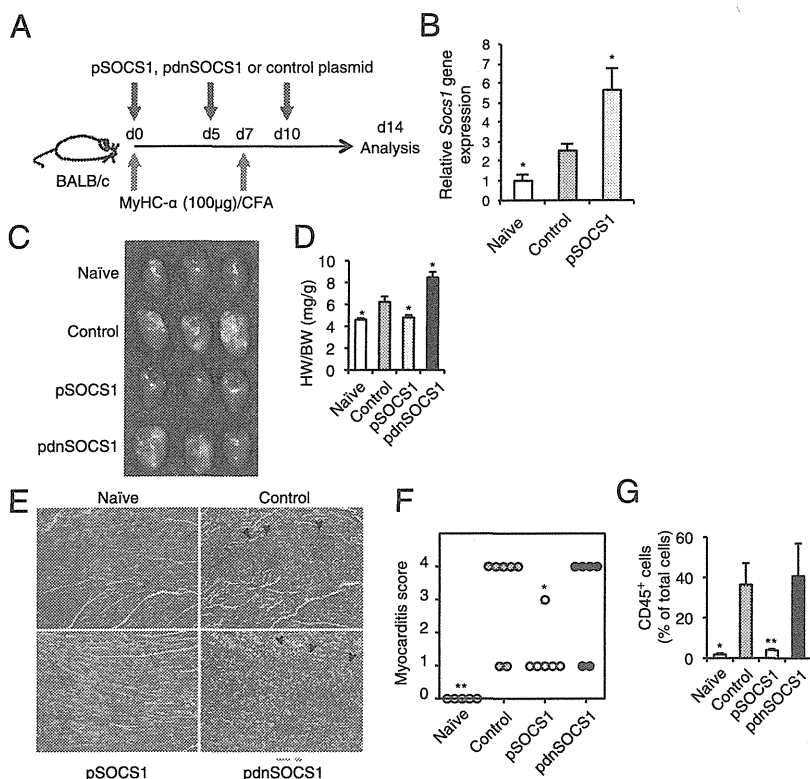 A
pSOCS1, pdnSOCS1 or control plasmid
d0 d5 d7 d10
d14
Analysis
BALB/c
MyHC-α (100μg)/CFA
B
Relative Socs1 gene
expression
8
7
6
5
4
3
2
1
0
*
*
Naïve
Control
pSOCS1
C
Naïve
Control
pSOCS1
pdnSOCS1
D
HW/BW (mg/g)
10
8
6
4
2
0
*
*
*
Naïve
Control
pSOCS1
pdnSOCS1
E
Naïve Control
pSOCS1 pdnSOCS1
F
Myocarditis score
4
3
2
1
0
**
*
Naïve
Control
pSOCS1
pdnSOCS1
G
CD45+ cells
(% of total cells)
60
40
20
0
*
**
Naïve
Control
pSOCS1
pdnSOCS1